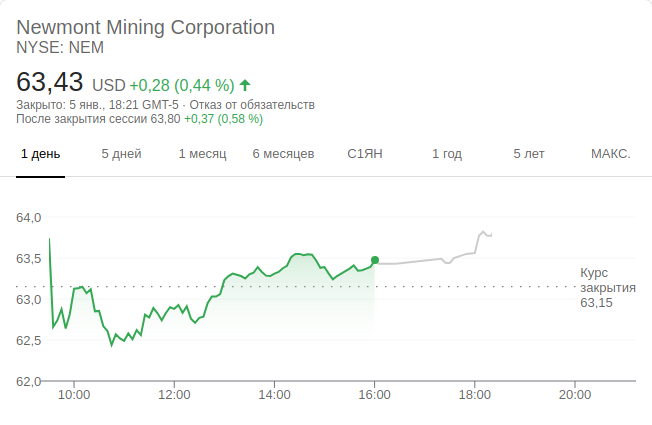 Newmont Mining Corporation
NYSE: NEM
63,43 USD +0,28 (0,44 %)
Закрыто: 5 янв., 18:21 GMT-5 · Отказ от обязательств
После закрытия сессии 63,80 +0,37 (0,58 %)
1 день 5 дней 1 месяц 6 месяцев С1ЯН 1 год 5 лет МАКС.
64,0
63,5
Курс
закрытия
63,15
63,0
62,5
62,0
10:00 12:00 14:00 16:00 18:00 20:00